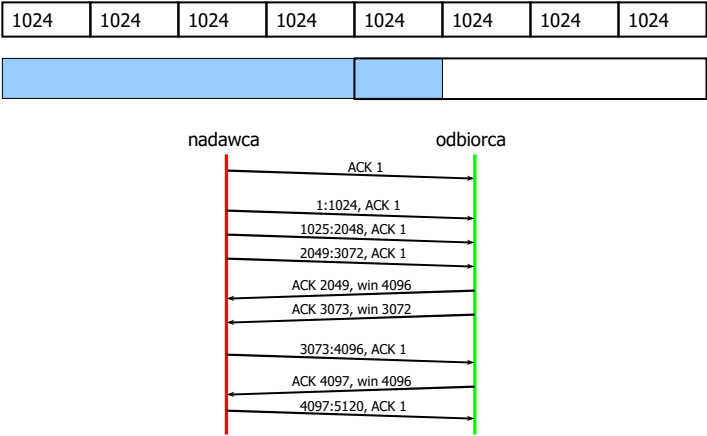 1024 1024 1024 1024 1024 1024 1024 1024
nadawca odbiorca
ACK 1
1:1024, ACK 1
1025:2048, ACK 1
2049:3072, ACK 1
ACK 2049, win 4096
ACK 3073, win 3072
3073:4096, ACK 1
ACK 4097, win 4096
4097:5120, ACK 1